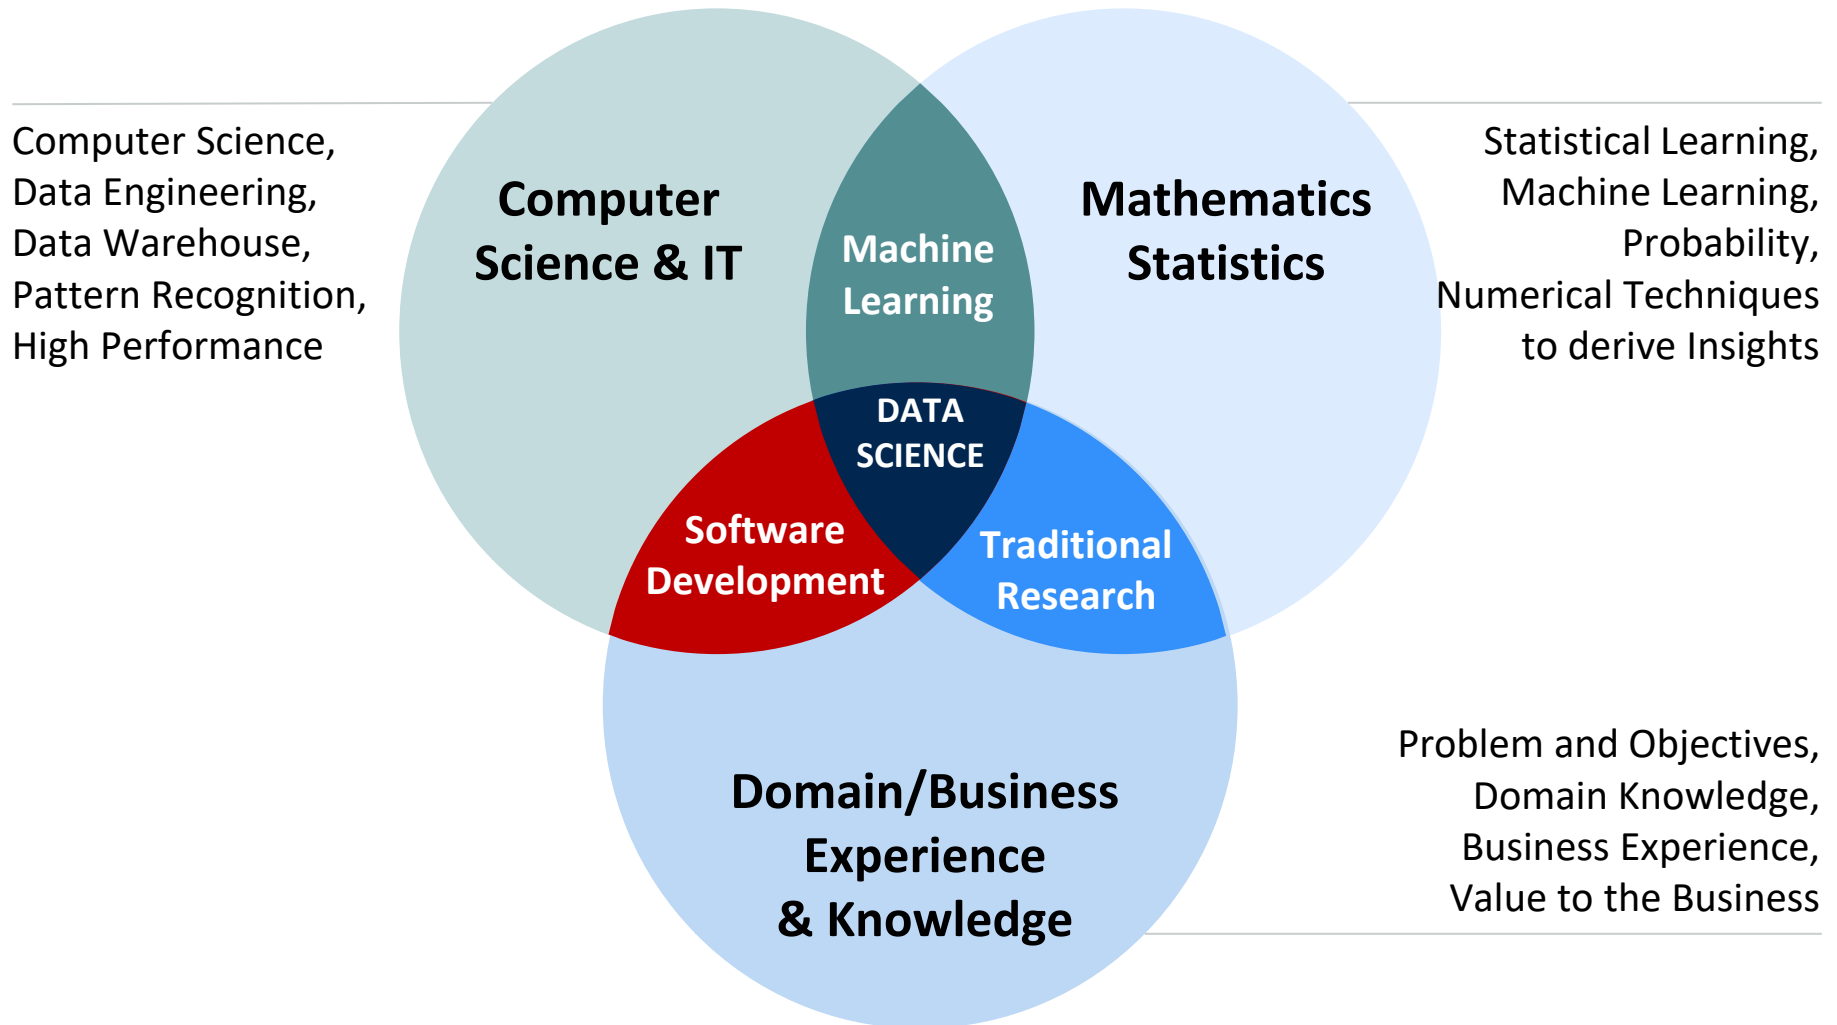 Computer Science,
Data Engineering,
Data Warehouse,
Pattern Recognition,
High Performance
Computer
Science & IT
Machine
Learning
Mathematics
Statistics
Statistical Learning,
Machine Learning,
Probability,
Numerical Techniques
to derive Insights
DATA
SCIENCE
Software
Development
Traditional
Research
Domain/Business
Experience
& Knowledge
Problem and Objectives,
Domain Knowledge,
Business Experience,
Value to the Business